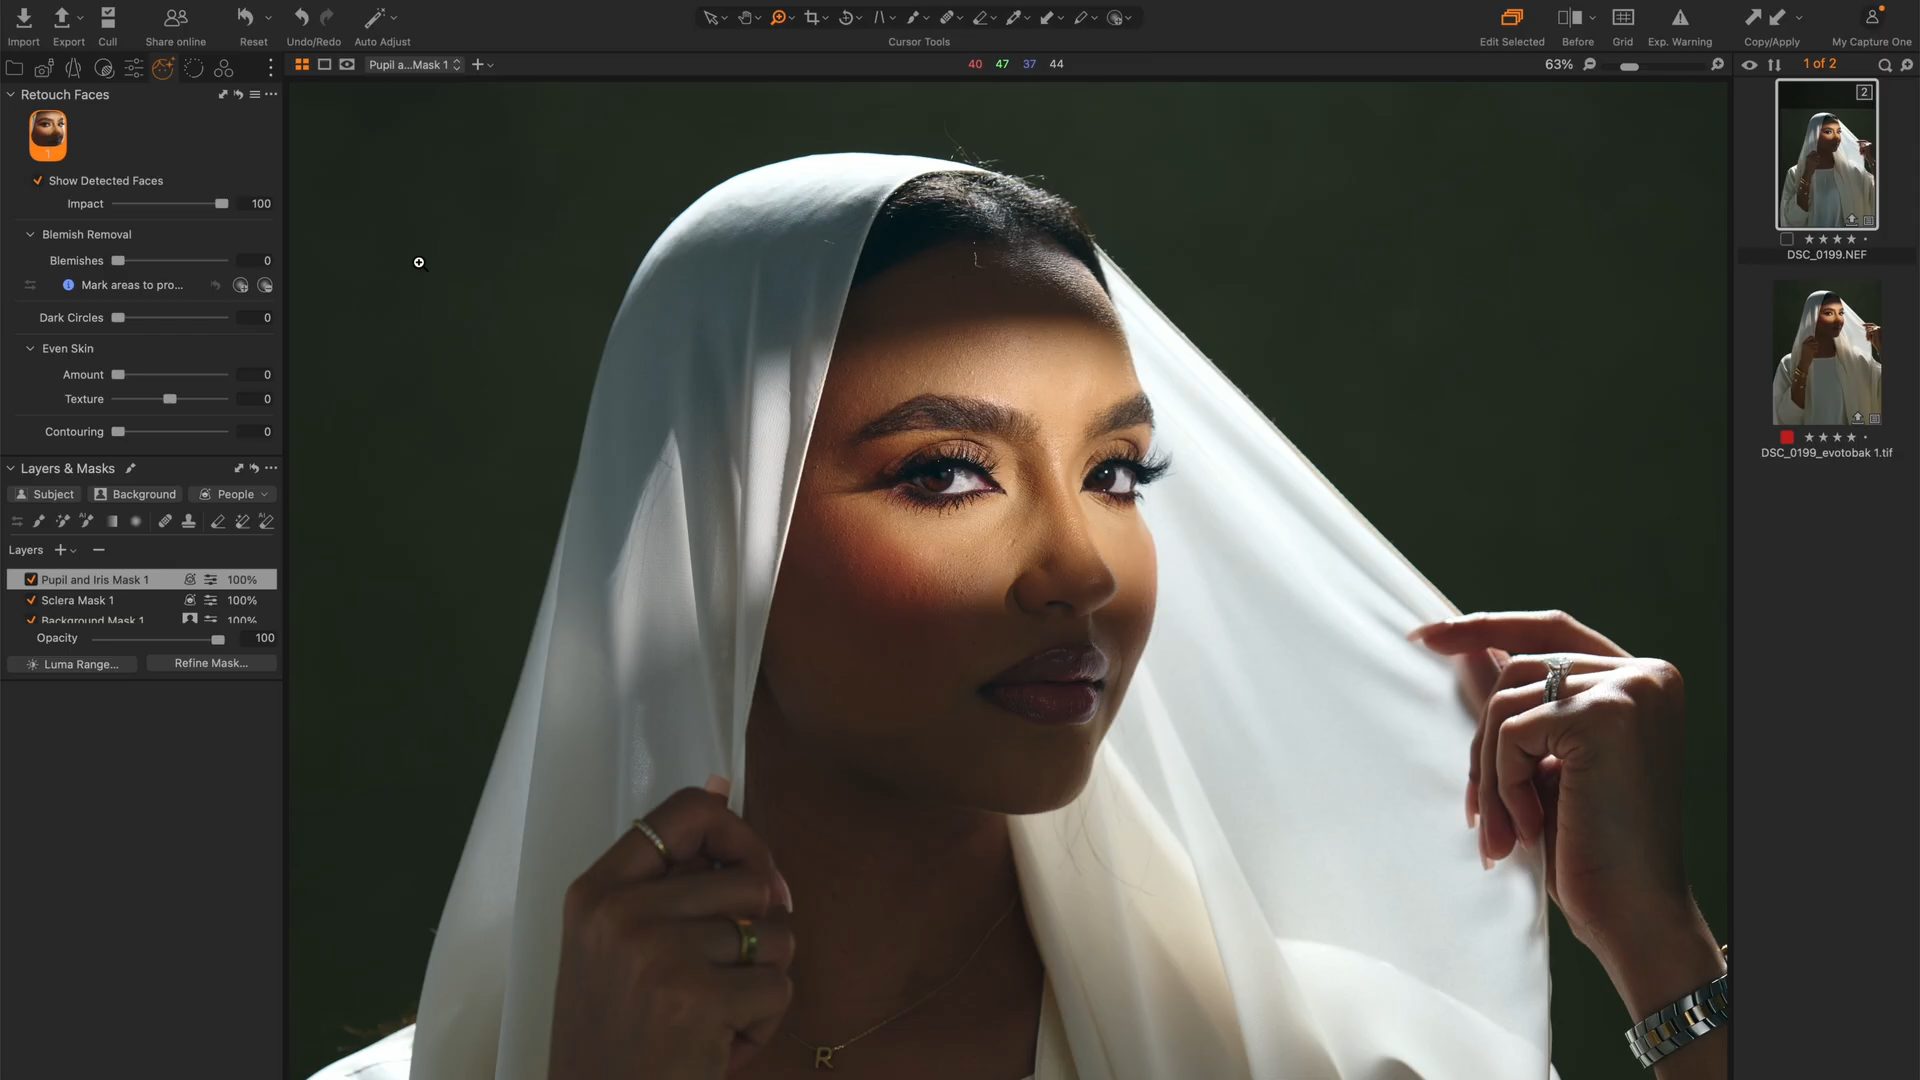 Import
Export
Cull
Share online
Reset
Undo/Redo
Auto Adjust
Cursor Tools
Edit Selected
Before
Grid
Exp. Warning
Copy/Apply
My Capture One
Pupil a...Mask 1
40 47 37 44
63%
1 of 2
Retouch Faces
1
Show Detected Faces
Impact 100
Blemish Removal
Blemishes 0
Mark areas to pro...
Dark Circles 0
Even Skin
Amount 0
Texture 0
Contouring 0
Layers & Masks
Subject
Background
People
AI
AI
Layers
Pupil and Iris Mask 1 100%
Sclera Mask 1 100%
Background Mask 1 100%
Opacity 100
Luma Range...
Refine Mask...
2
DSC_0199.NEF
DSC_0199_evotobak 1.tif
R